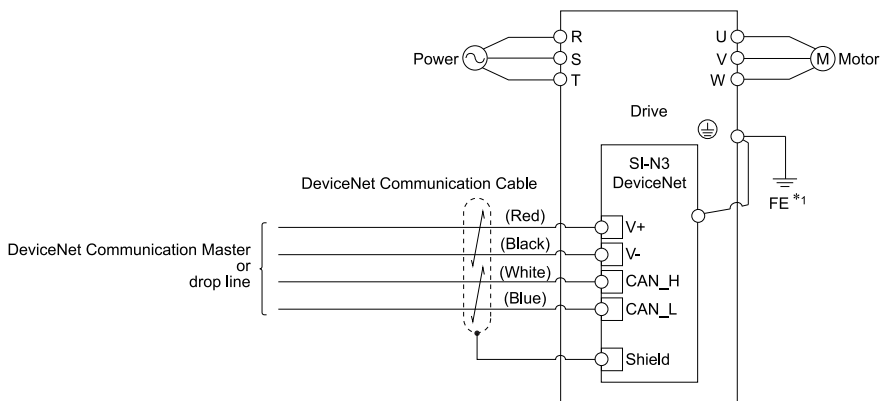 R
U
Power
S
V
M
Motor
T
W
Drive
SI-N3
DeviceNet
DeviceNet Communication Cable
FE *1
(Red)
V+
(Black)
V-
DeviceNet Communication Master
or
drop line
(White)
CAN_H
(Blue)
CAN_L
Shield